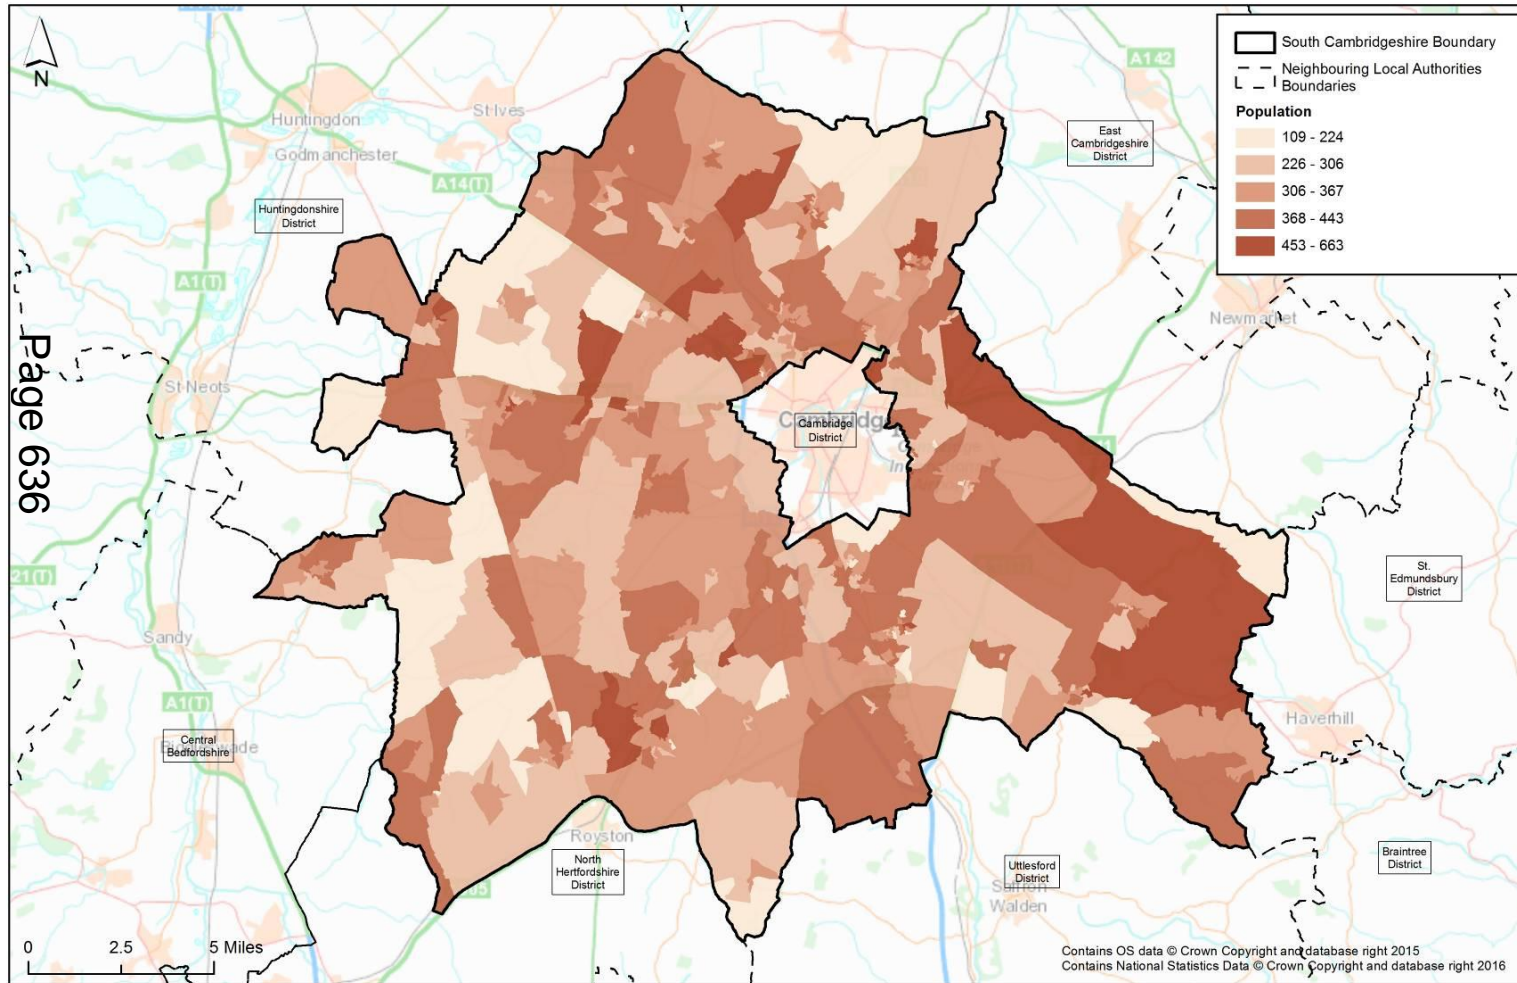 N
A142
South Cambridgeshire Boundary
Neighbouring Local Authorities
Boundaries
Population
109 - 224
226 - 306
306 - 367
368 - 443
453 - 663
St Ives
Huntingdon
Godmanchester
East
Cambridgeshire
District
A14(T)
Huntingdonshire
District
A1(T)
Newmarket
Page 636
St Neots
Cambridge
District
St.
Edmundsbury
District
21(T)
Sandy
A1(T)
Central
Bedfordshire
Haverhill
Royston
North
Hertfordshire
District
Uttlesford
District
Saffron
Walden
Braintree
District
0 2.5 5 Miles
Contains OS data © Crown Copyright and database right 2015
Contains National Statistics Data © Crown Copyright and database right 2016